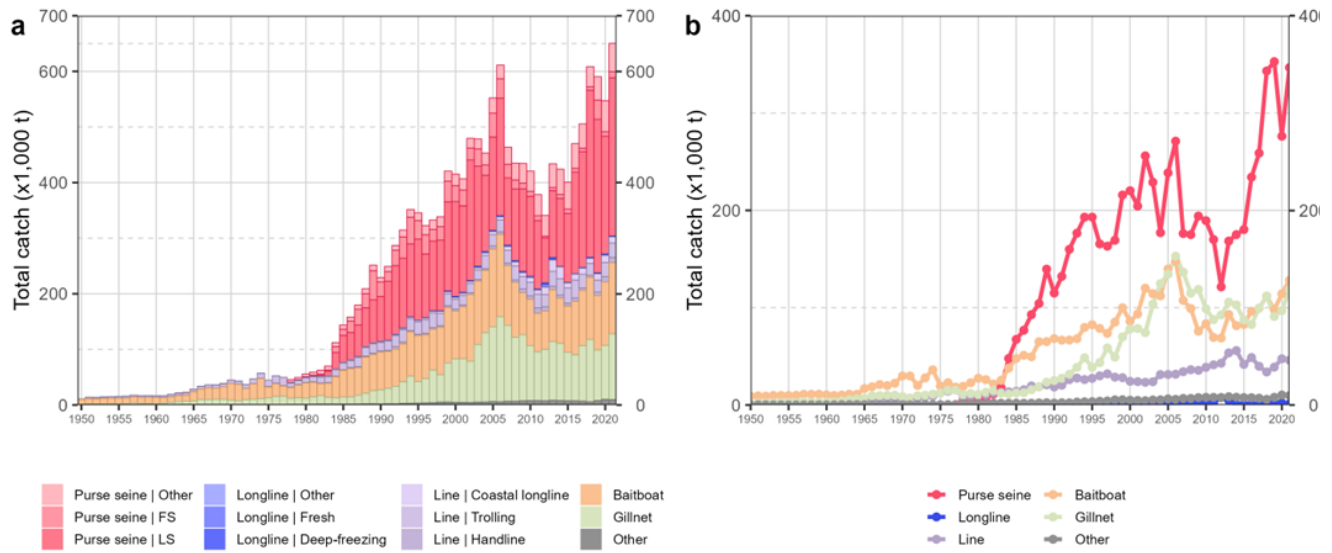 a
b
Total catch (x1,000 t)
700
600
400
200
0
700
600
400
200
0
1950 1955 1960 1965 1970 1975 1980 1985 1990 1995 2000 2005 2010 2015 2020
Total catch (x1,000 t)
400
200
0
400
200
0
1950 1955 1960 1965 1970 1975 1980 1985 1990 1995 2000 2005 2010 2015 2020
Purse seine | Other
Purse seine | FS
Purse seine | LS
Longline | Other
Longline | Fresh
Longline | Deep-freezing
Line | Coastal longline
Line | Trolling
Line | Handline
Baitboat
Gillnet
Other
Purse seine
Longline
Line
Baitboat
Gillnet
Other